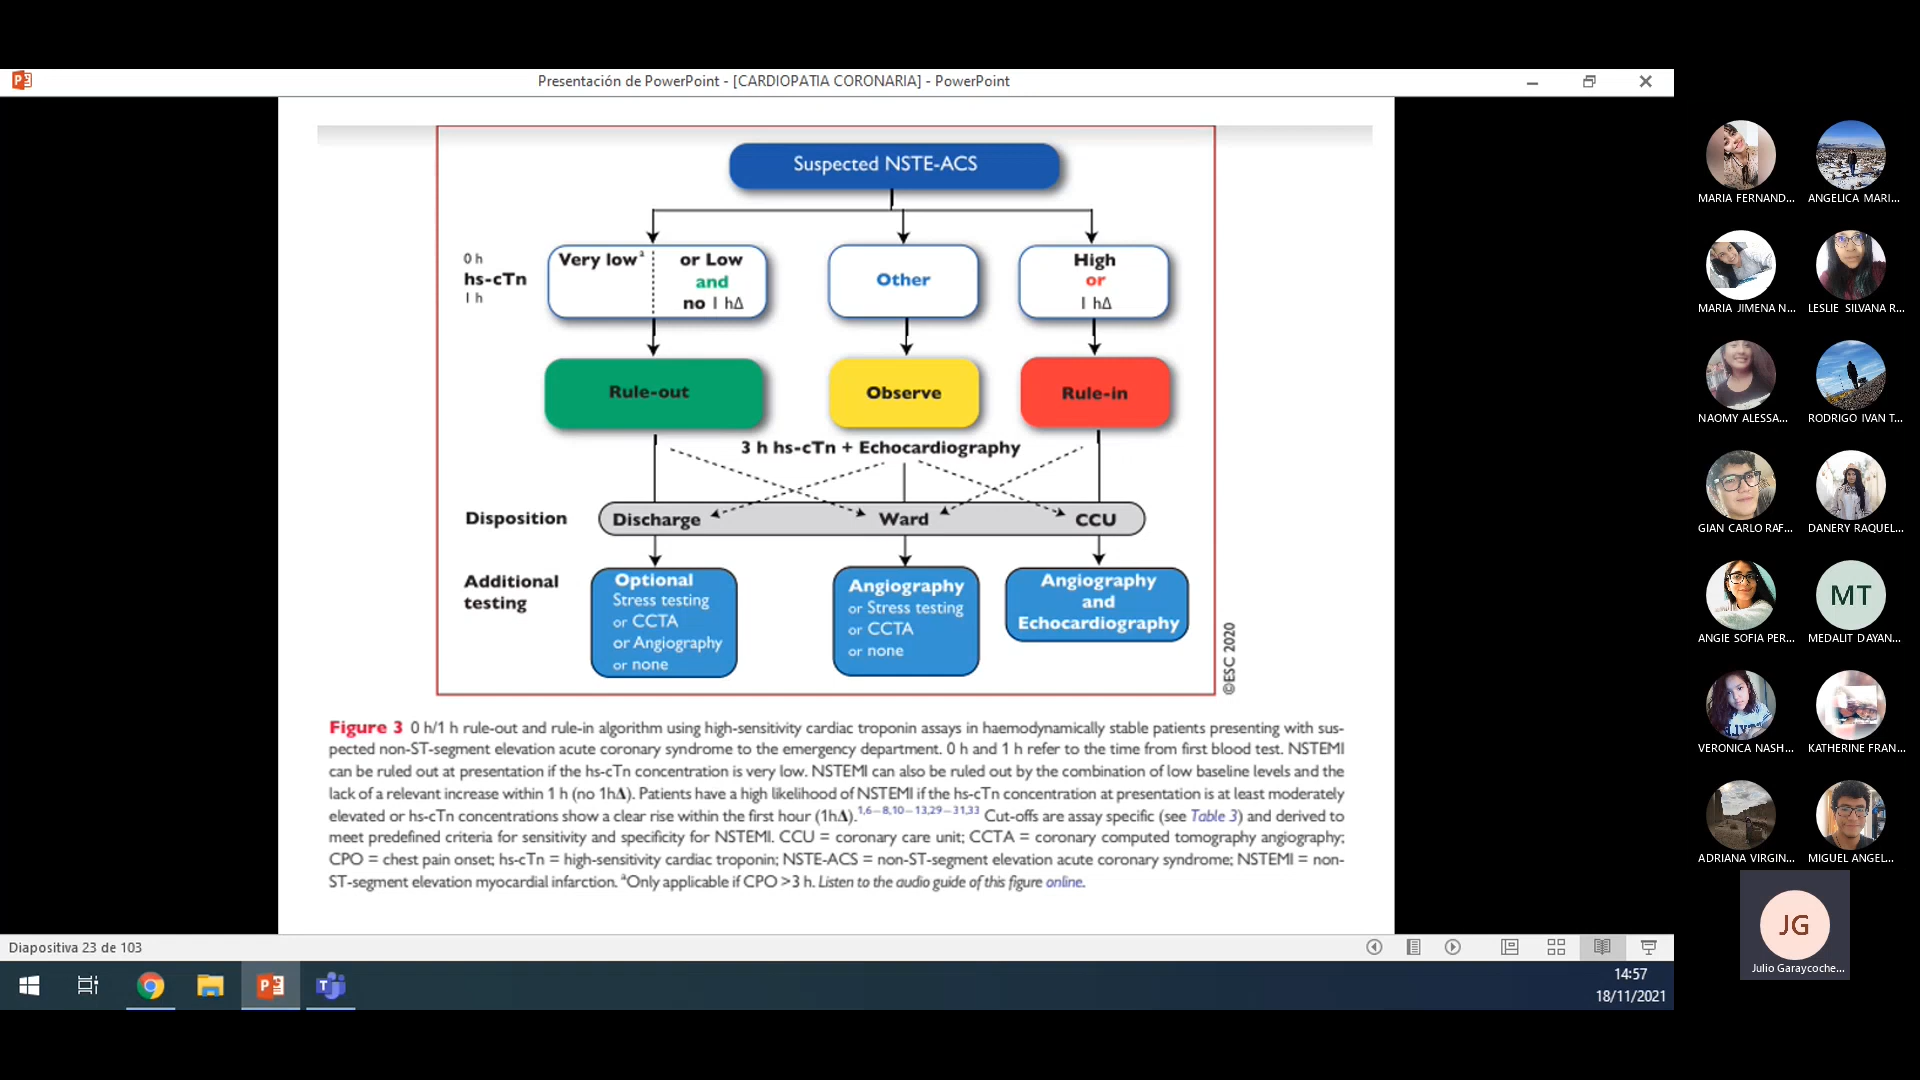 Presentación de PowerPoint - [CARDIOPATIA CORONARIA] - PowerPoint
Suspected NSTE-ACS
0 h
hs-cTn
1 h
Very lowᵃ
or Low
and
no 1 hΔ
Other
High
or
1 hΔ
Rule-out
Observe
Rule-in
3 h hs-cTn + Echocardiography
Disposition
Discharge
Ward
CCU
Additional
testing
Optional
Stress testing
or CCTA
or Angiography
or none
Angiography
or Stress testing
or CCTA
or none
Angiography
and
Echocardiography
©ESC 2020
Figure 3 0 h/1 h rule-out and rule-in algorithm using high-sensitivity cardiac troponin assays in haemodynamically stable patients presenting with sus-
pected non-ST-segment elevation acute coronary syndrome to the emergency department. 0 h and 1 h refer to the time from first blood test. NSTEMI
can be ruled out at presentation if the hs-cTn concentration is very low. NSTEMI can also be ruled out by the combination of low baseline levels and the
lack of a relevant increase within 1 h (no 1hΔ). Patients have a high likelihood of NSTEMI if the hs-cTn concentration at presentation is at least moderately
elevated or hs-cTn concentrations show a clear rise within the first hour (1hΔ).1,6–8,10–13,29–31,33 Cut-offs are assay specific (see Table 3) and derived to
meet predefined criteria for sensitivity and specificity for NSTEMI. CCU = coronary care unit; CCTA = coronary computed tomography angiography;
CPO = chest pain onset; hs-cTn = high-sensitivity cardiac troponin; NSTE-ACS = non-ST-segment elevation acute coronary syndrome; NSTEMI = non-
ST-segment elevation myocardial infarction. ᵃOnly applicable if CPO >3 h. Listen to the audio guide of this figure online.
Diapositiva 23 de 103
14:57
18/11/2021
MARIA FERNAND...
ANGELICA MARI...
MARIA JIMENA N...
LESLIE SILVANA R...
NAOMY ALESSA...
RODRIGO IVAN T...
GIAN CARLO RAF...
DANERY RAQUEL...
MT
ANGIE SOFIA PER...
MEDALIT DAYAN...
VERONICA NASH...
KATHERINE FRAN...
ADRIANA VIRGIN...
MIGUEL ANGEL...
JG
Julio Garaycoche...